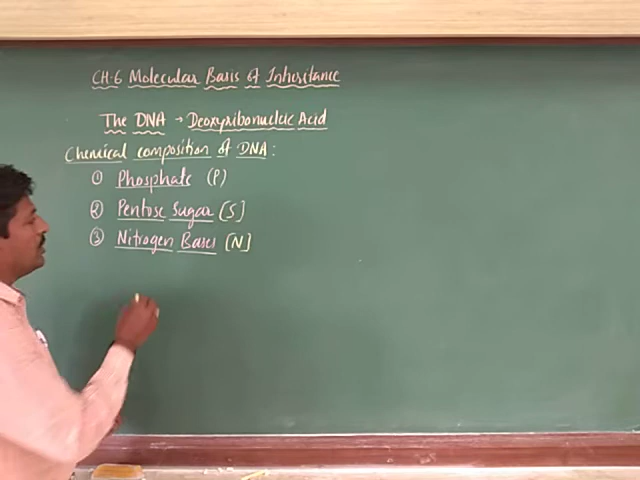 CH-6 Molecular Basis of Inheritance
The DNA → Deoxyribonucleic Acid
Chemical composition of DNA:
① Phosphate (P)
② Pentose Sugar [S]
③ Nitrogen Bases [N]